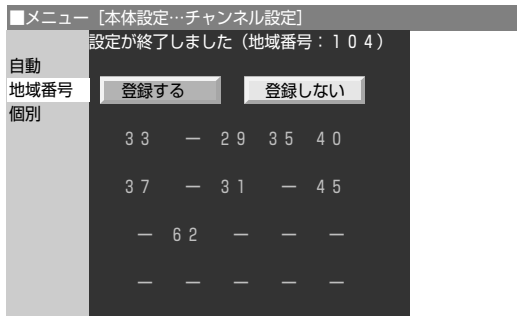 ■メニュー［本体設定…チャンネル設定］
設定が終了しました（地域番号：１０４）
自動
地域番号
個別
登録する　登録しない
３３　－　２９　３５　４０
３７　－　３１　－　４５
－　６２　－　－　－
－　－　－　－　－